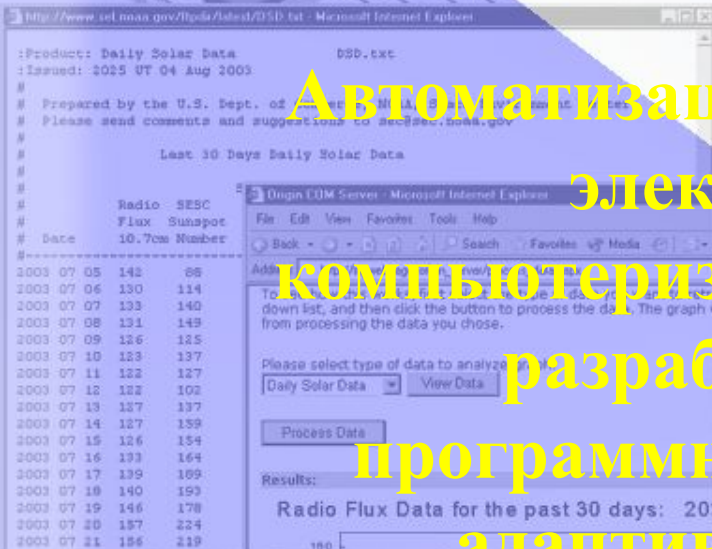 http://www.sel.noaa.gov/ftpdir/latest/DSD.txt - Microsoft Internet Explorer
:Product: Daily Solar Data DSD.txt
:Issued: 2025 UT 04 Aug 2003
#
# Prepared by the U.S. Dept. of
# Please send comments and suggestions to sec@sec.noaa.gov
#
# Last 30 Days Daily Solar Data
#
#
# Radio SESC
# Flux Sunspot
# Date 10.7cm Number
#
2003 07 05 142 86
2003 07 06 130 114
2003 07 07 133 140
2003 07 08 131 149
2003 07 09 126 125
2003 07 10 123 137
2003 07 11 122 127
2003 07 12 122 102
2003 07 13 127 137
2003 07 14 127 159
2003 07 15 126 154
2003 07 16 133 164
2003 07 17 139 189
2003 07 18 140 193
2003 07 19 146 178
2003 07 20 157 224
2003 07 21 156 219
Origin COM Server - Microsoft Internet Explorer
File Edit View Favorites Tools Help
Back Search Favorites Media
down list, and then click the button to process the data. The graph
from processing the data you chose.
Please select type of data to analyze
Daily Solar Data View Data
Process Data
Results:
Radio Flux Data for the past 30 days: 20
Автоматизац
элек
компьютериз
разраб
программн
адаптив